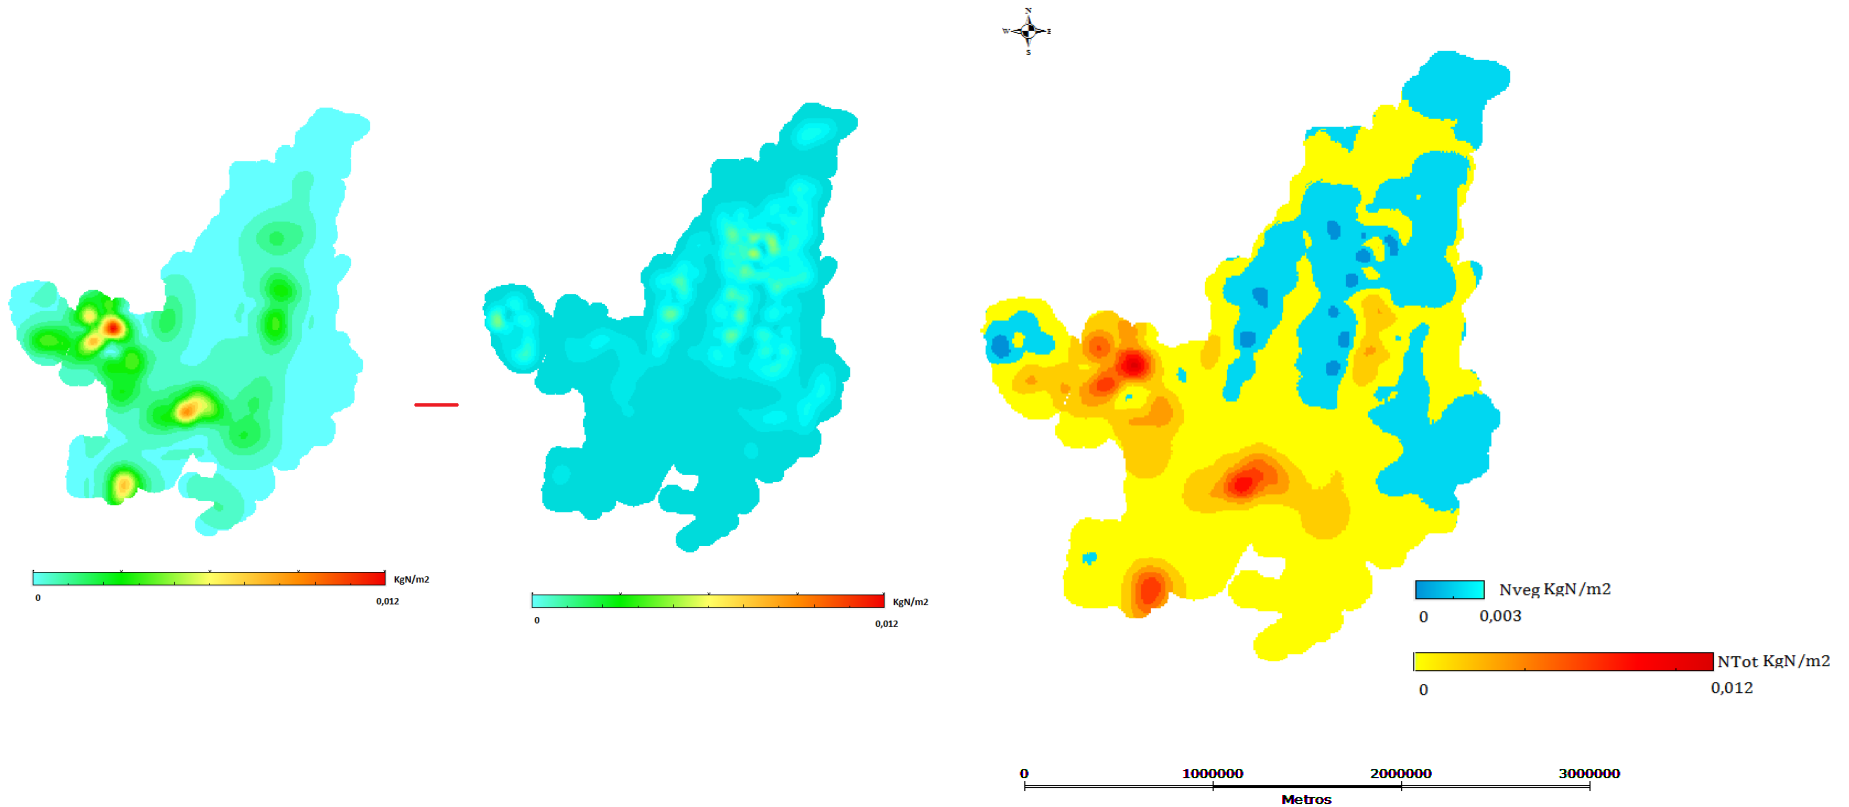 N
W E
S
KgN/m2
0 0,012
KgN/m2
0 0,012
Nveg KgN/m2
0 0,003
NTot KgN/m2
0 0,012
0 1000000 2000000 3000000
Metros